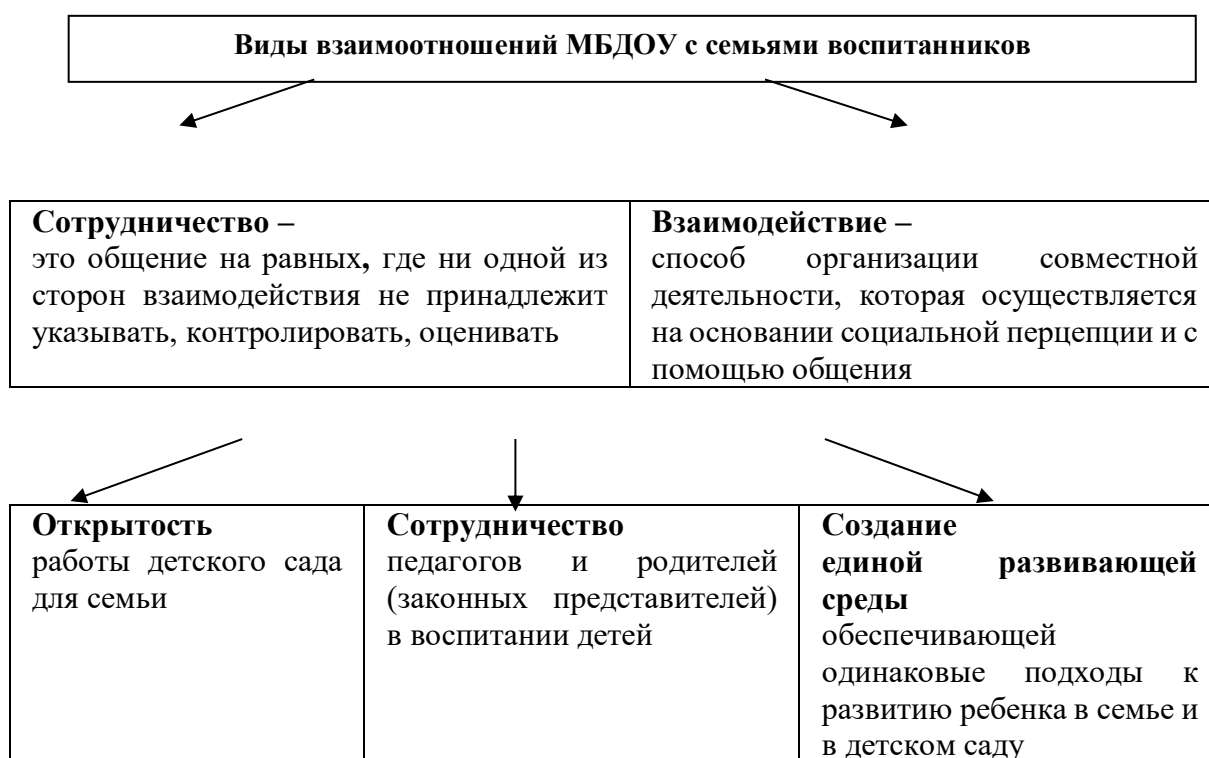 Виды взаимоотношений МБДОУ с семьями воспитанников
Сотрудничество –
это общение на равных, где ни одной из
сторон взаимодействия не принадлежит
указывать, контролировать, оценивать
Взаимодействие –
способ организации совместной
деятельности, которая осуществляется
на основании социальной перцепции и с
помощью общения
Открытость
работы детского сада
для семьи
Сотрудничество
педагогов и родителей
(законных представителей)
в воспитании детей
Создание
единой развивающей
среды
обеспечивающей
одинаковые подходы к
развитию ребенка в семье и
в детском саду